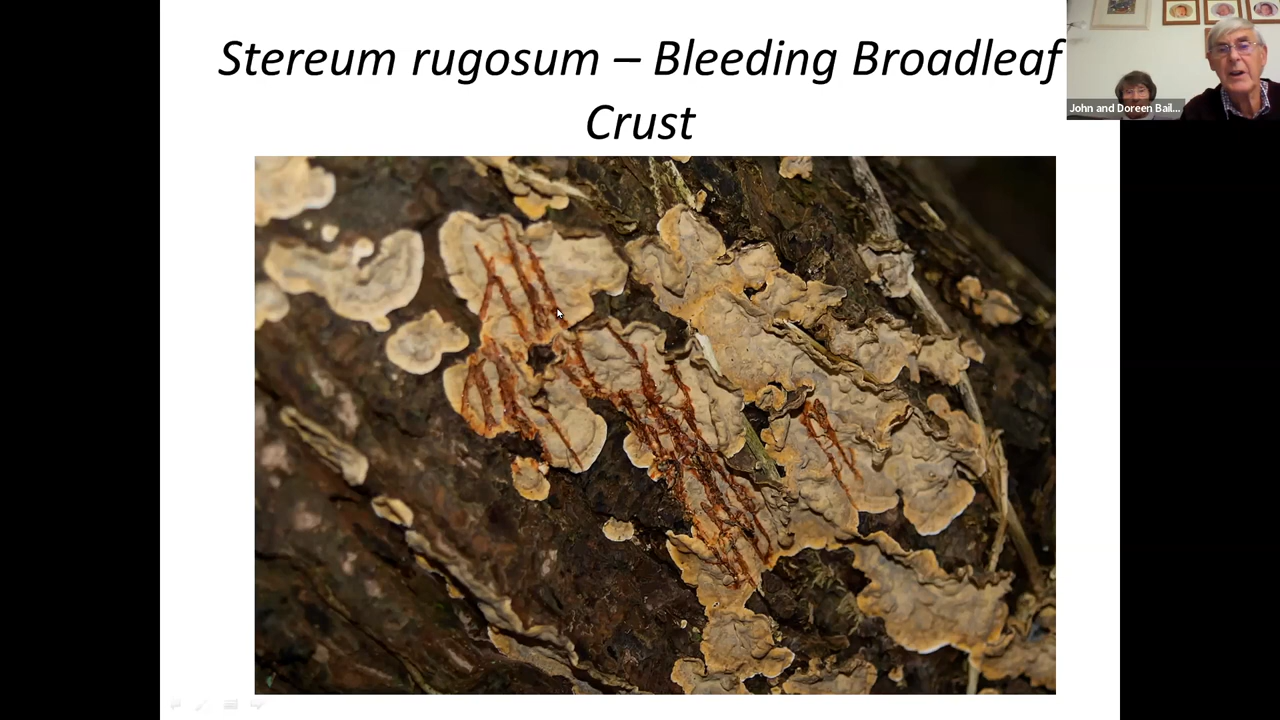 Stereum rugosum – Bleeding Broadleaf
Crust
John and Doreen Bail...